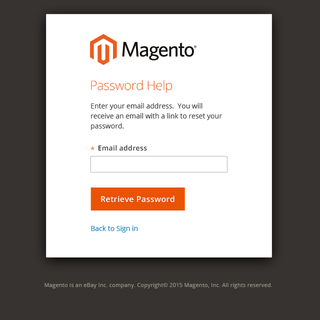 Magento®
Password Help
Enter your email address.  You will
receive an email with a link to reset your
password.
* Email address
Retrieve Password
Back to Sign in
Magento is an eBay Inc. company. Copyright© 2015 Magento, Inc. All rights reserved.